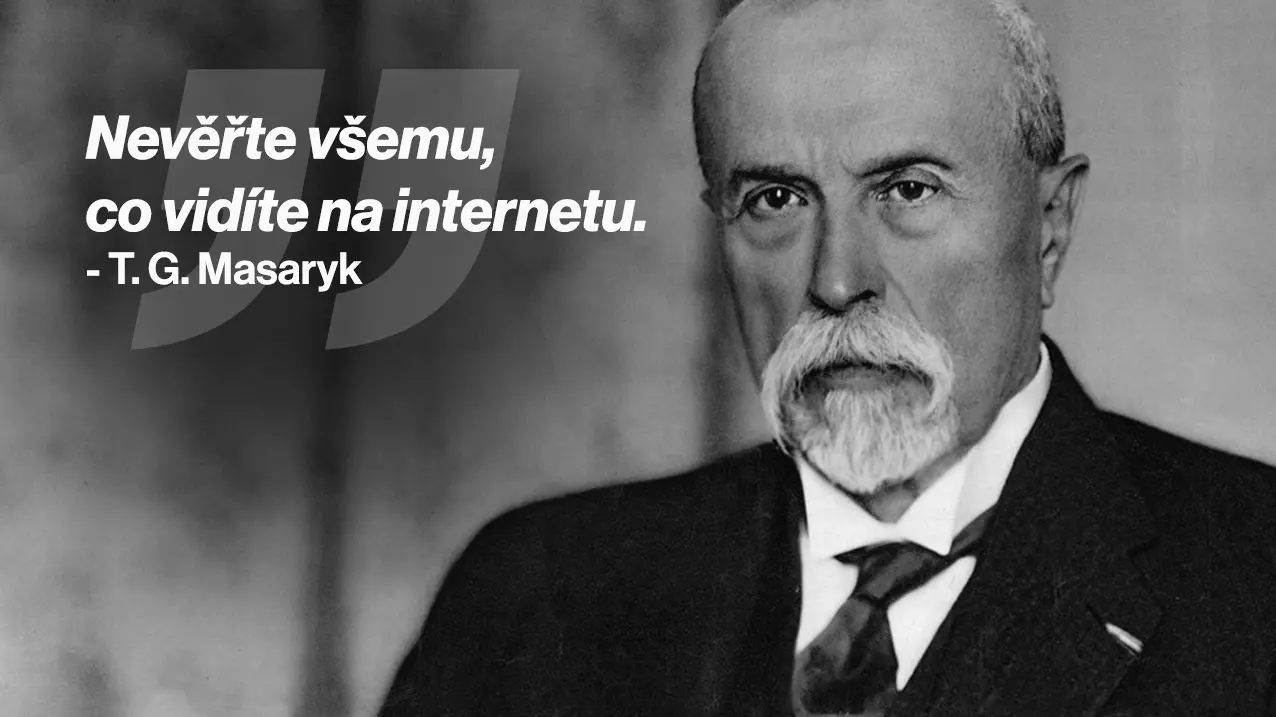 Nevěřte všemu,
co vidíte na internetu.
- T. G. Masaryk